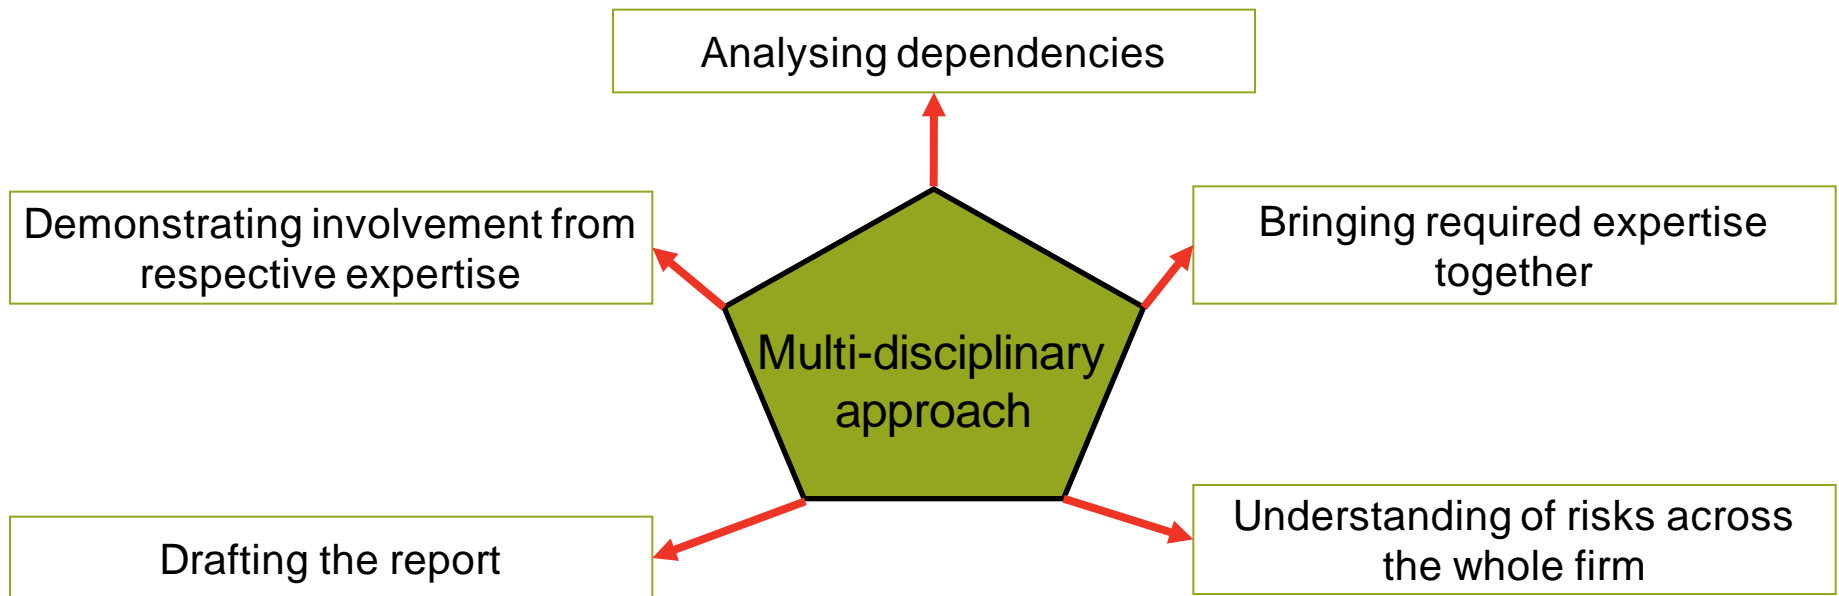 Analysing dependencies
Demonstrating involvement from
respective expertise
Bringing required expertise
together
Multi-disciplinary
approach
Drafting the report
Understanding of risks across
the whole firm